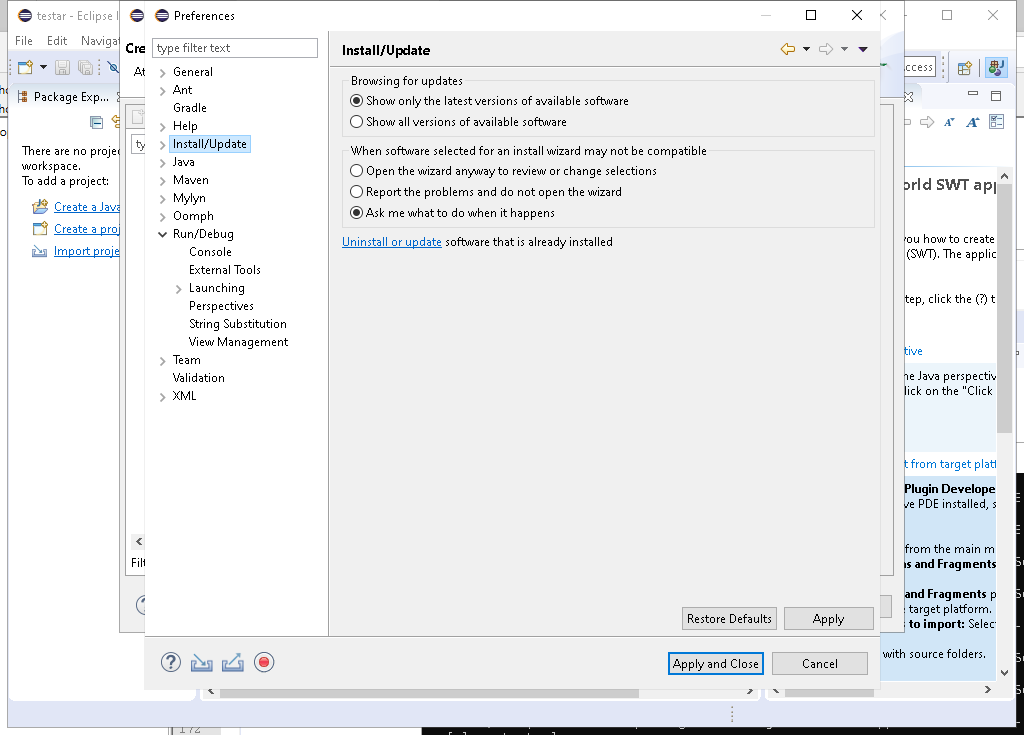 testar - Eclipse I
Preferences
File Edit Navigat
Cre
type filter text
Install/Update
At
ccess
General
Ant
Gradle
Help
Install/Update
Java
Maven
Mylyn
Oomph
Run/Debug
Console
External Tools
Launching
Perspectives
String Substitution
View Management
Team
Validation
XML
Package Exp...
There are no projec
workspace.
To add a project:
Create a Java
Create a proj
Import proje
ty
Filt
Browsing for updates
Show only the latest versions of available software
Show all versions of available software
When software selected for an install wizard may not be compatible
Open the wizard anyway to review or change selections
Report the problems and do not open the wizard
Ask me what to do when it happens
Uninstall or update software that is already installed
Restore Defaults
Apply
Apply and Close
Cancel
orld SWT app
you how to create
(SWT). The applic
tep, click the (?) t
tive
he Java perspectiv
lick on the "Click
t from target platf
Plugin Develope
ve PDE installed, s
from the main m
ns and Fragments
and Fragments p
e target platform.
s to import: Selec
with source folders.
172